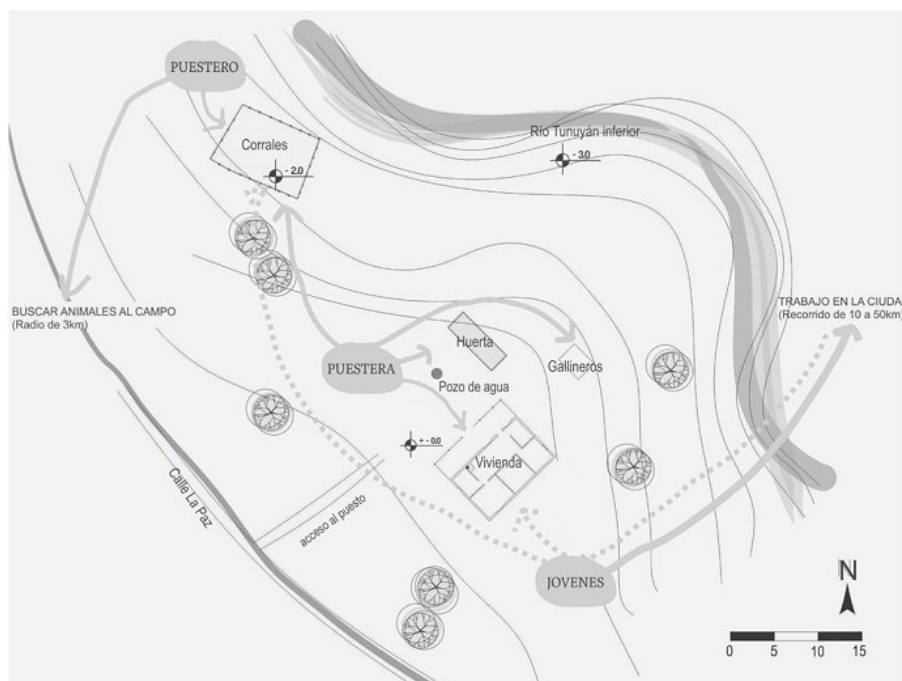 PUESTERO
Corrales
- 2.0
Río Tunuyán inferior
- 3.0
BUSCAR ANIMALES AL CAMPO
(Radio de 3km)
TRABAJO EN LA CIUDA
(Recorrido de 10 a 50km)
Huerta
Gallineros
PUESTERA
Pozo de agua
+ - 0.0
Vivienda
Calle La Paz
acceso al puesto
JOVENES
N
0 5 10 15